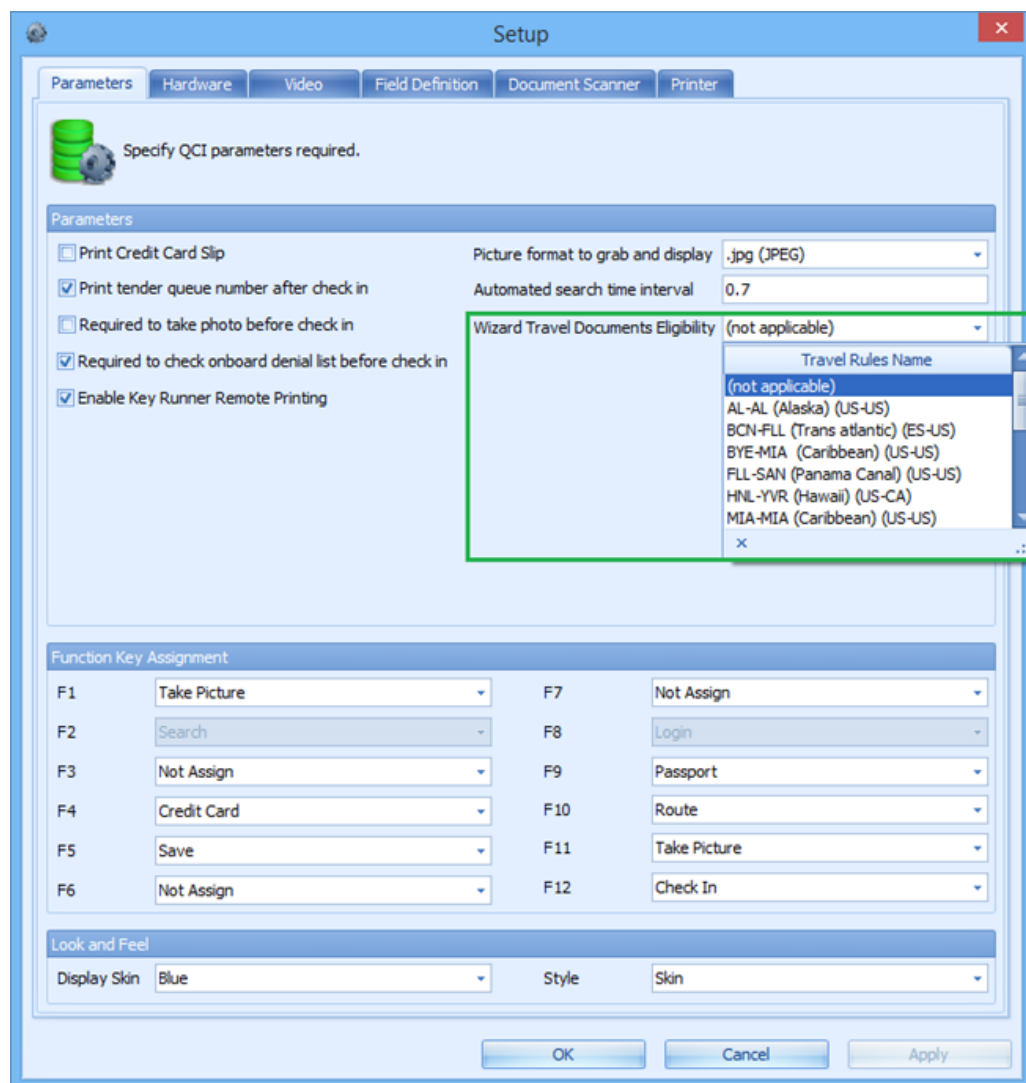 Setup
Parameters Hardware Video Field Definition Document Scanner Printer
Specify QCI parameters required.
Parameters
Print Credit Card Slip
Print tender queue number after check in
Required to take photo before check in
Required to check onboard denial list before check in
Enable Key Runner Remote Printing
Picture format to grab and display .jpg (JPEG)
Automated search time interval 0.7
Wizard Travel Documents Eligibility (not applicable)
Travel Rules Name
(not applicable)
AL-AL (Alaska) (US-US)
BCN-FLL (Trans atlantic) (ES-US)
BYE-MIA (Caribbean) (US-US)
FLL-SAN (Panama Canal) (US-US)
HNL-YVR (Hawaii) (US-CA)
MIA-MIA (Caribbean) (US-US)
Function Key Assignment
F1 Take Picture F7 Not Assign
F2 Search F8 Login
F3 Not Assign F9 Passport
F4 Credit Card F10 Route
F5 Save F11 Take Picture
F6 Not Assign F12 Check In
Look and Feel
Display Skin Blue Style Skin
OK Cancel Apply